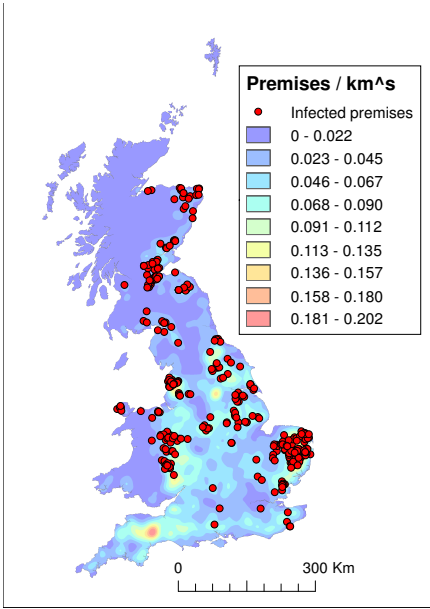 Premises / km^s
Infected premises
0 - 0.022
0.023 - 0.045
0.046 - 0.067
0.068 - 0.090
0.091 - 0.112
0.113 - 0.135
0.136 - 0.157
0.158 - 0.180
0.181 - 0.202
0 300 Km